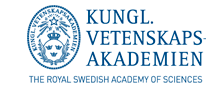 KUNGL.
VETENSKAPS-
AKADEMIEN
THE ROYAL SWEDISH ACADEMY OF SCIENCES